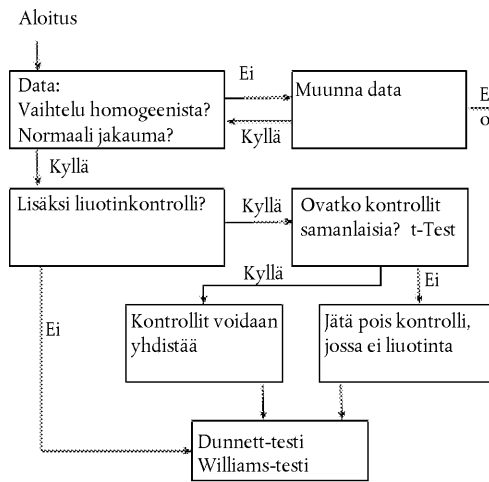 Aloitus
Ei
Data:
Vaihtelu homogeenista?
Normaali jakauma?
Muunna data
Kyllä
Kyllä
Lisäksi liuotinkontrolli?
Kyllä
Ovatko kontrollit
samanlaisia? t-Test
Kyllä
Ei
Ei
Kontrollit voidaan
yhdistää
Jätä pois kontrolli,
jossa ei liuotinta
Dunnett-testi
Williams-testi